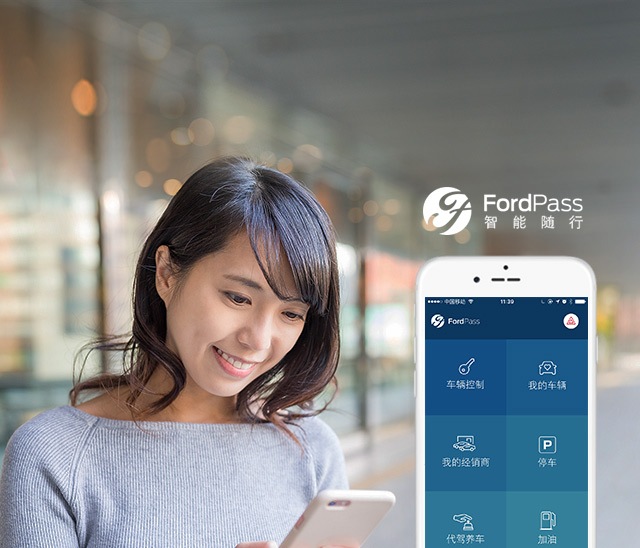 FordPass
智能随行
中国移动 11:39
FordPass
车辆控制 我的车辆
我的经销商 停车
代驾养车 加油